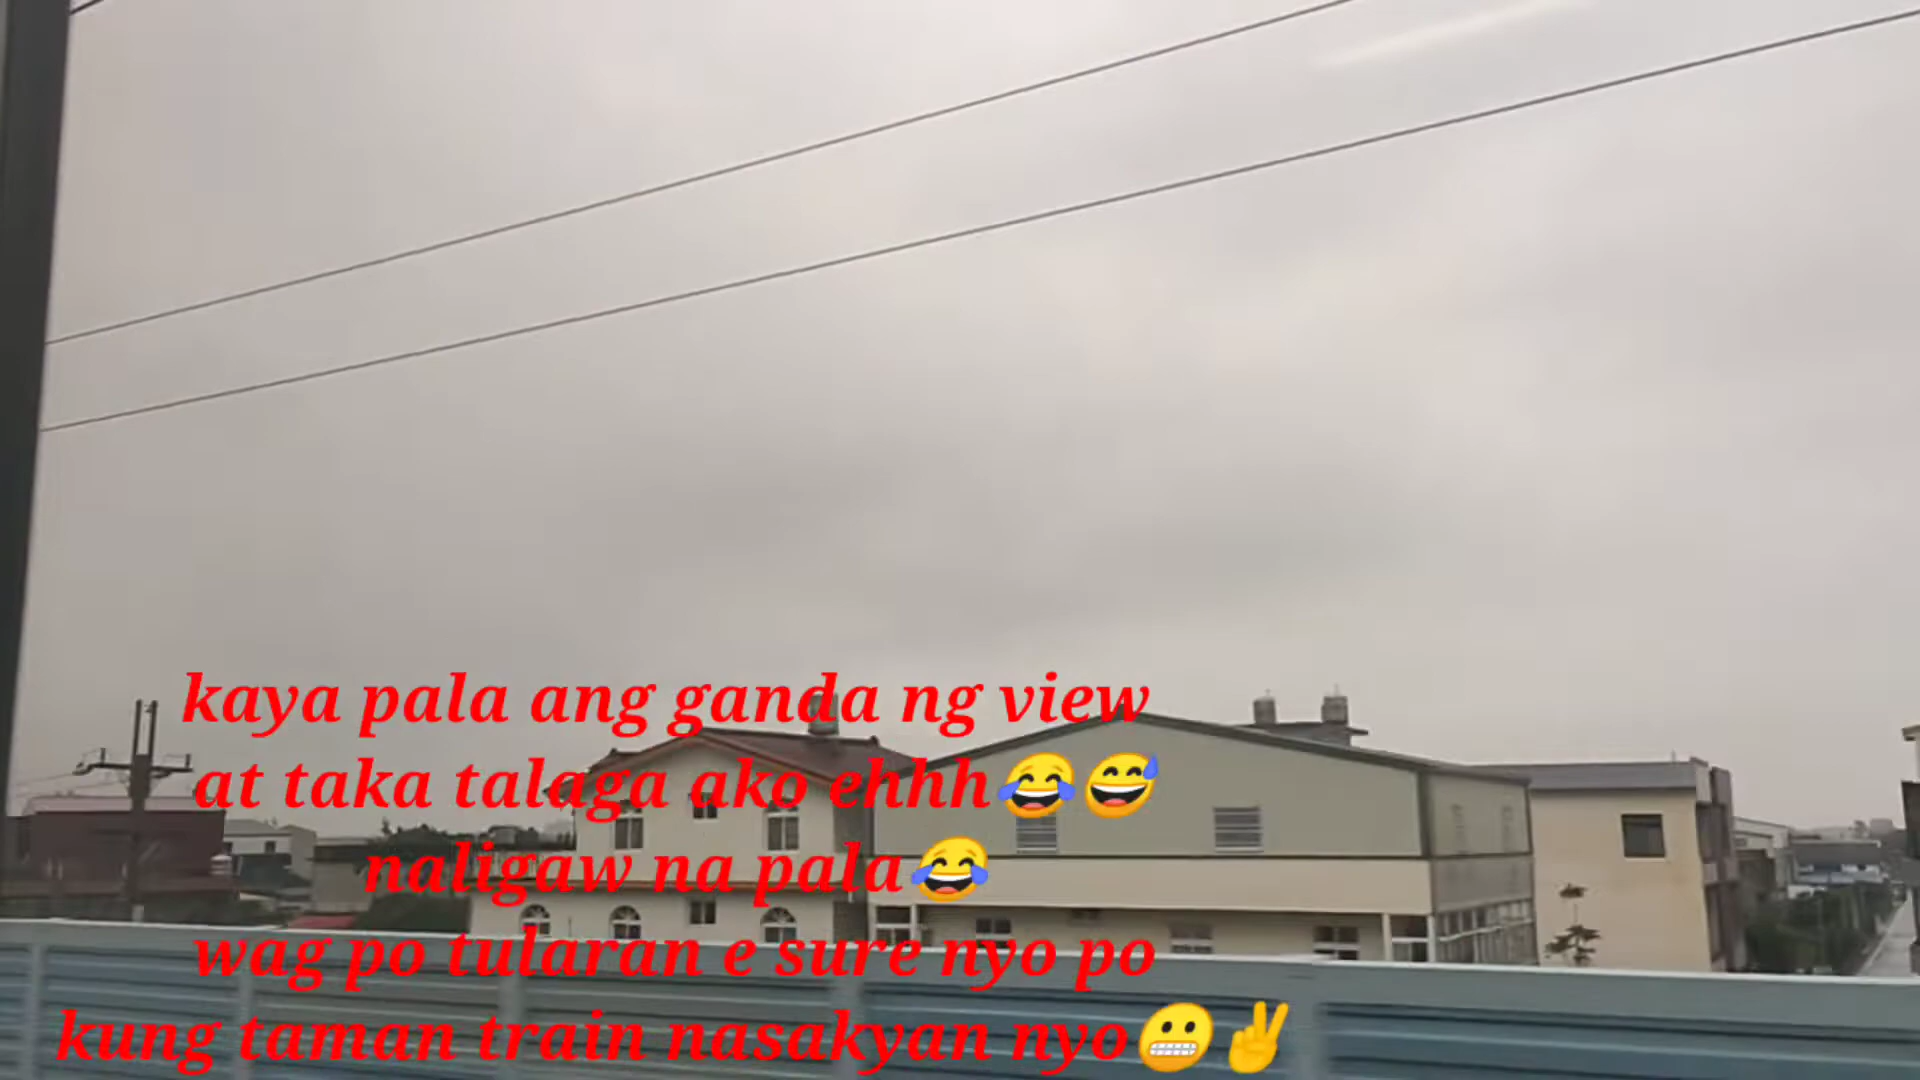 kaya pala ang ganda ng view
at taka talaga ako ehhh😂😅
naligaw na pala😂
wag po tularan e sure nyo po
kung taman train nasakyan nyo😬✌